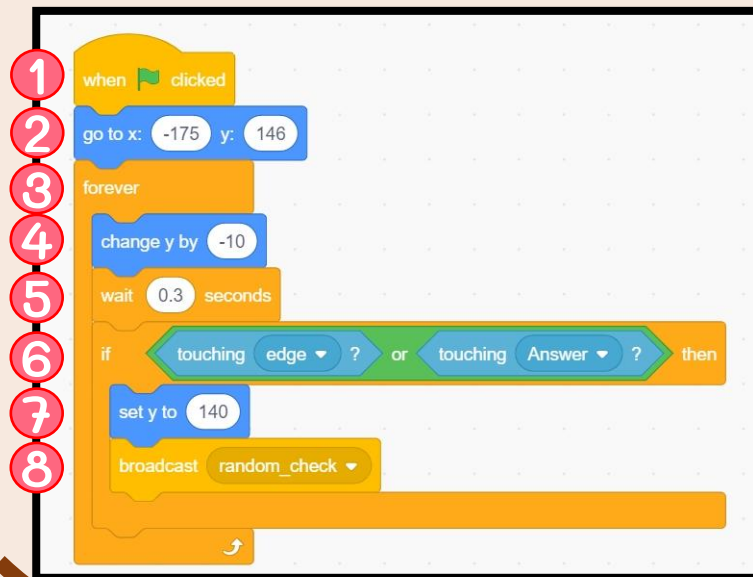 1 when clicked
2 go to x: -175 y: 146
3 forever
4 change y by -10
5 wait 0.3 seconds
6 if touching edge ? or touching Answer ? then
7 set y to 140
8 broadcast random_check